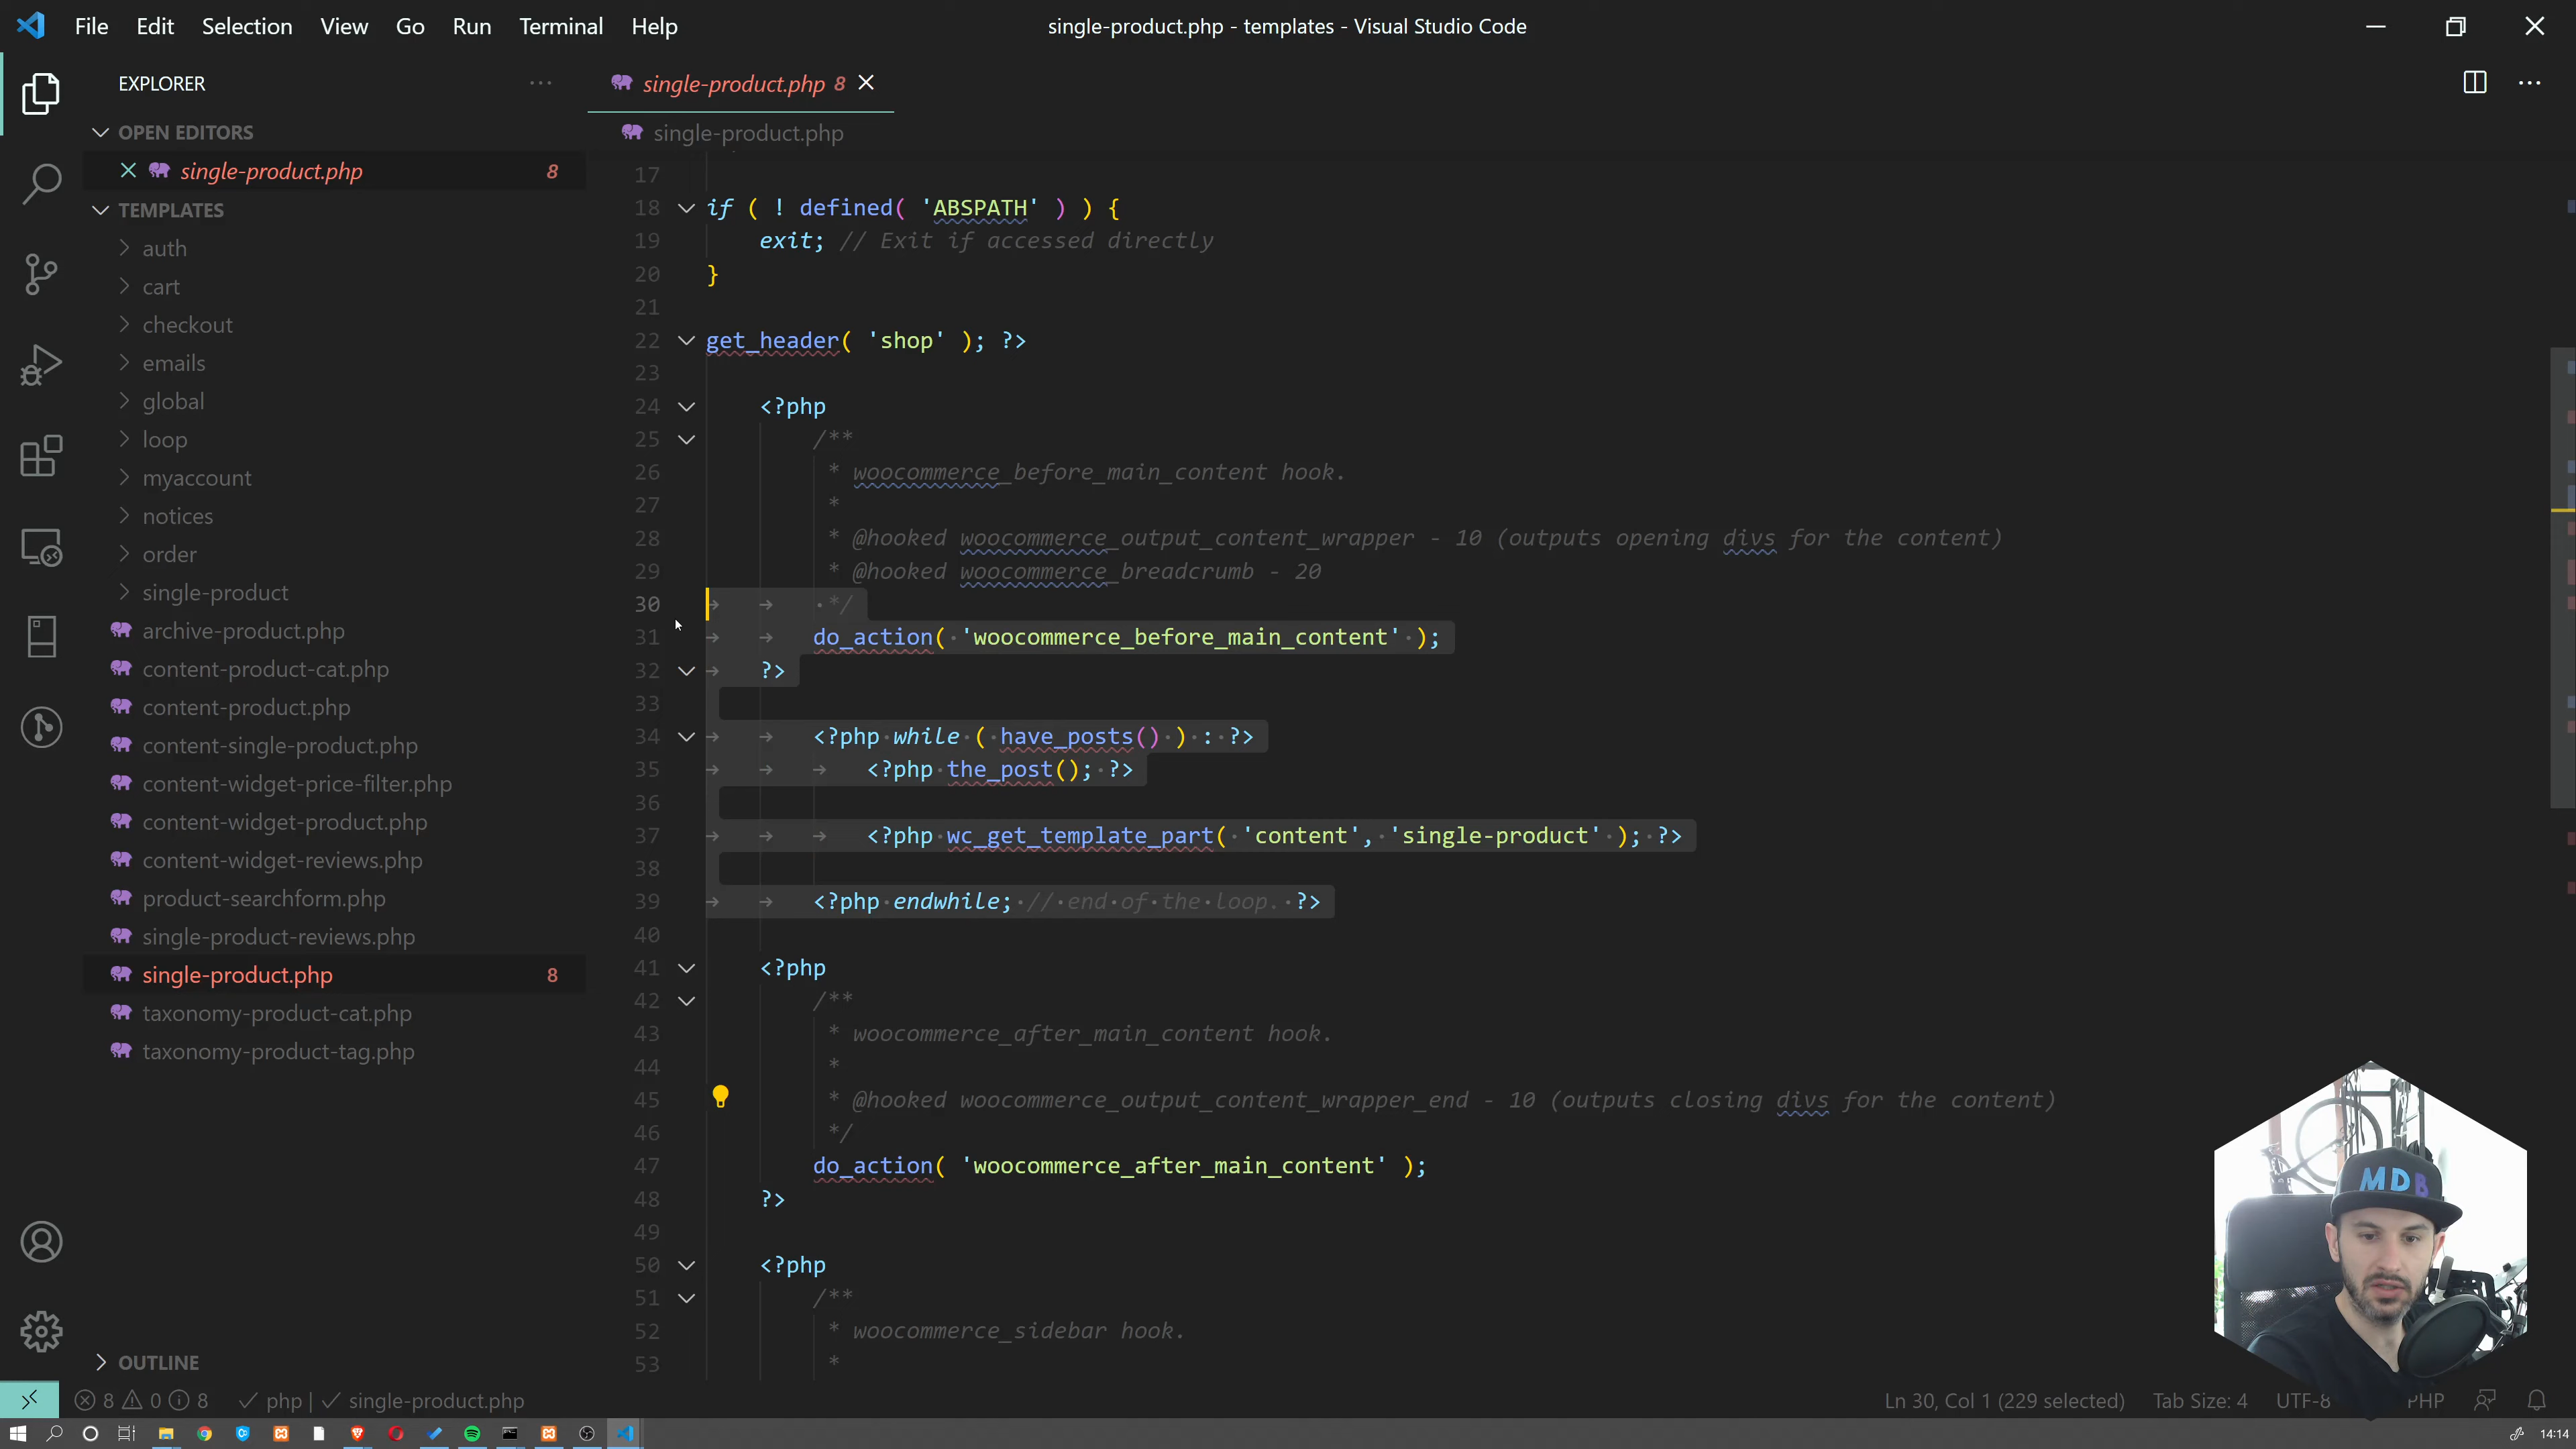 File Edit Selection View Go Run Terminal Help
single-product.php - templates - Visual Studio Code
EXPLORER
OPEN EDITORS
single-product.php 8
TEMPLATES
auth
cart
checkout
emails
global
loop
myaccount
notices
order
single-product
archive-product.php
content-product-cat.php
content-product.php
content-single-product.php
content-widget-price-filter.php
content-widget-product.php
content-widget-reviews.php
product-searchform.php
single-product-reviews.php
single-product.php 8
taxonomy-product-cat.php
taxonomy-product-tag.php
OUTLINE
single-product.php 8
single-product.php
17
18 if ( ! defined( 'ABSPATH' ) ) {
19 exit; // Exit if accessed directly
20 }
21
22 get_header( 'shop' ); ?>
23
24 <?php
25 /**
26 * woocommerce_before_main_content hook.
27 *
28 * @hooked woocommerce_output_content_wrapper - 10 (outputs opening divs for the content)
29 * @hooked woocommerce_breadcrumb - 20
30 */
31 do_action( 'woocommerce_before_main_content' );
32 ?>
33
34 <?php while ( have_posts() ) : ?>
35 <?php the_post(); ?>
36
37 <?php wc_get_template_part( 'content', 'single-product' ); ?>
38
39 <?php endwhile; // end of the loop. ?>
40
41 <?php
42 /**
43 * woocommerce_after_main_content hook.
44 *
45 * @hooked woocommerce_output_content_wrapper_end - 10 (outputs closing divs for the content)
46 */
47 do_action( 'woocommerce_after_main_content' );
48 ?>
49
50 <?php
51 /**
52 * woocommerce_sidebar hook.
53 *
MDB
8 0 8 php | single-product.php
Ln 30, Col 1 (229 selected) Tab Size: 4 UTF-8 PHP
14:14